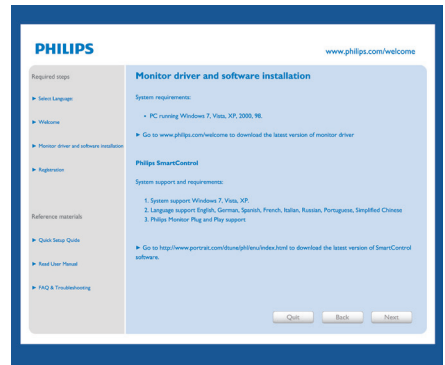 PHILIPS
www.philips.com/welcome
Required steps
► Select Language
► Welcome
► Monitor driver and software installation
► Registration
Reference materials
► Quick Setup Guide
► Read User Manual
► FAQ & Troubleshooting
Monitor driver and software installation
System requirements:
• PC running Windows 7, Vista, XP, 2000, 98.
► Go to www.philips.com/welcome to download the latest version of monitor driver
Philips SmartControl
System support and requirements:
1. System support Windows 7, Vista, XP.
2. Language support English, German, Spanish, French, Italian, Russian, Portuguese, Simplified Chinese
3. Philips Monitor Plug and Play support
► Go to http://www.portrait.com/dtune/phl/enu/index.html to download the latest version of SmartControl
software.
Quit
Back
Next